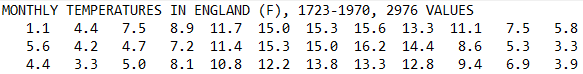 MONTHLY TEMPERATURES IN ENGLAND (F), 1723-1970, 2976 VALUES
1.1 4.4 7.5 8.9 11.7 15.0 15.3 15.6 13.3 11.1 7.5 5.8
5.6 4.2 4.7 7.2 11.4 15.3 15.0 16.2 14.4 8.6 5.3 3.3
4.4 3.3 5.0 8.1 10.8 12.2 13.8 13.3 12.8 9.4 6.9 3.9